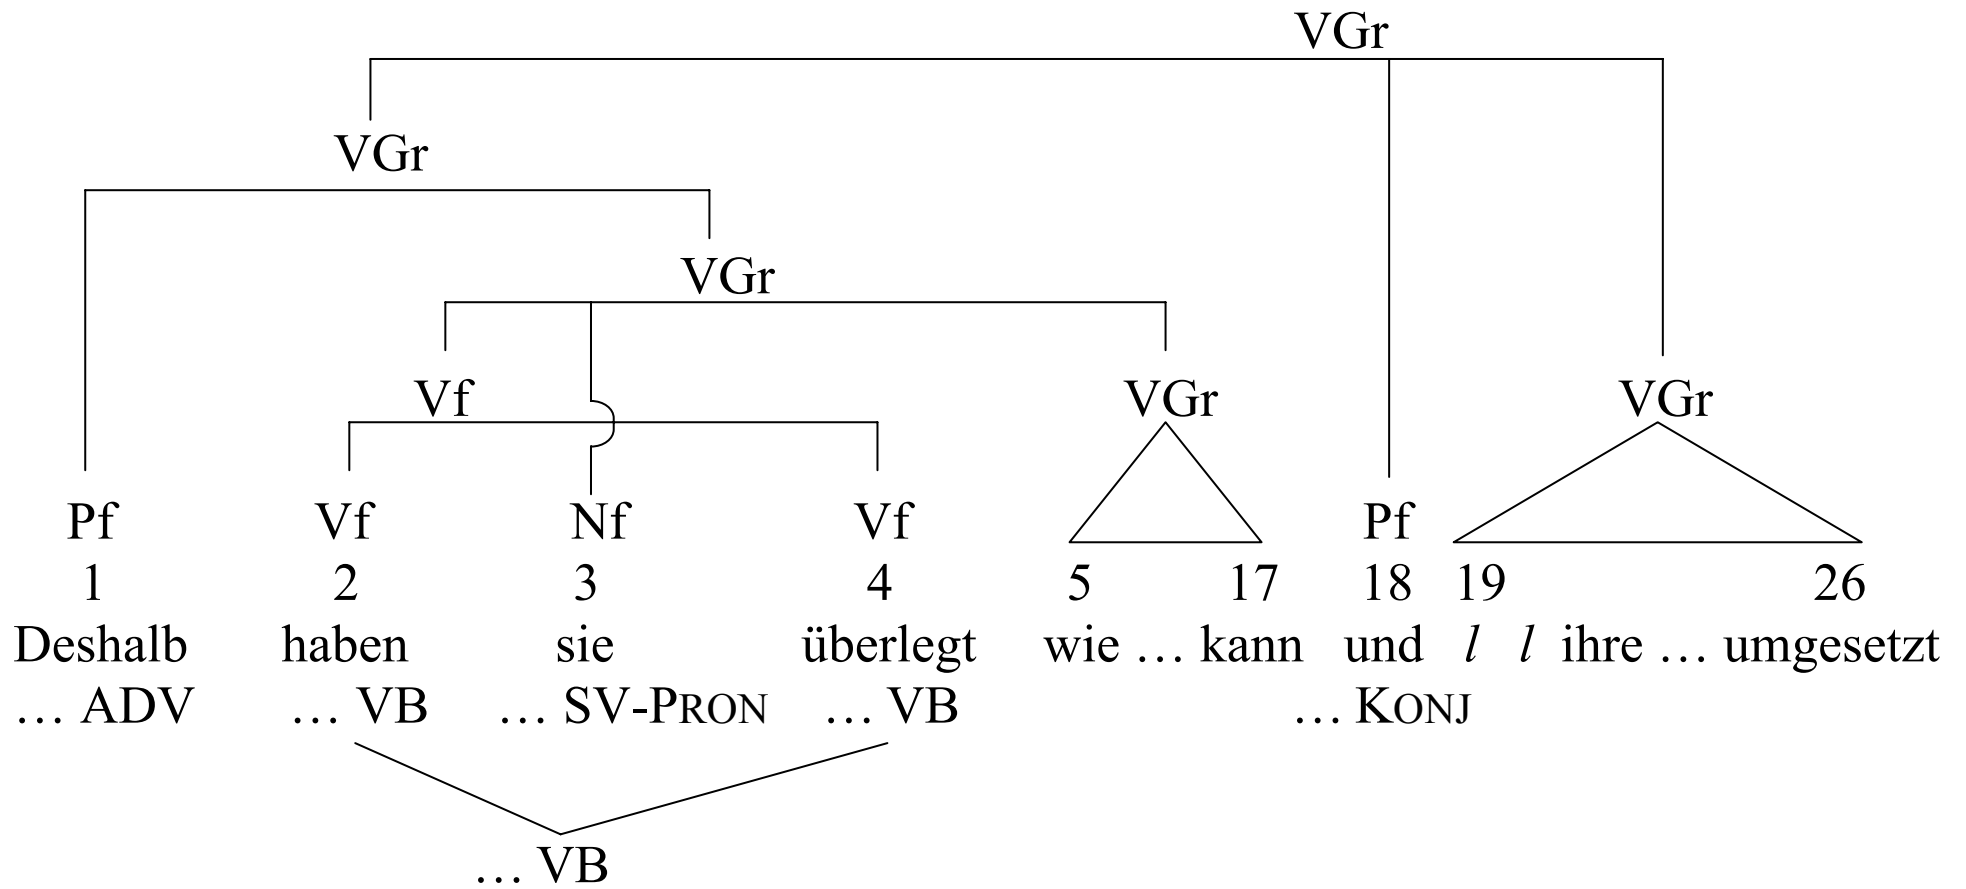 VGr
VGr
VGr
Vf VGr VGr
Pf Vf Nf Vf Pf
1 2 3 4 5 17 18 19 26
Deshalb haben sie überlegt wie … kann und l l ihre … umgesetzt
… ADV … VB … SV-PRON … VB … KONJ
… VB